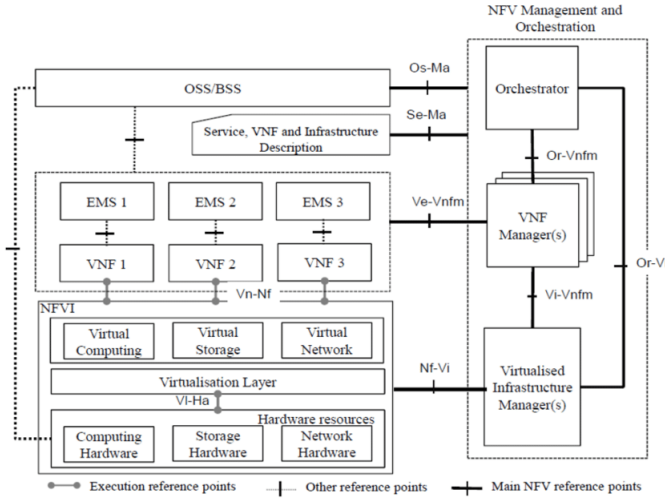 NFV Management and
Orchestration
Os-Ma
OSS/BSS
Orchestrator
Se-Ma
Service, VNF and Infrastructure
Description
Or-Vnfm
EMS 1
EMS 2
EMS 3
Ve-Vnfm
VNF
Manager(s)
VNF 1
VNF 2
VNF 3
Or-V
Vn-Nf
Vi-Vnfm
NFVI
Virtual
Computing
Virtual
Storage
Virtual
Network
Nf-Vi
Virtualised
Infrastructure
Manager(s)
Virtualisation Layer
Vl-Ha
Hardware resources
Computing
Hardware
Storage
Hardware
Network
Hardware
Execution reference points
Other reference points
Main NFV reference points